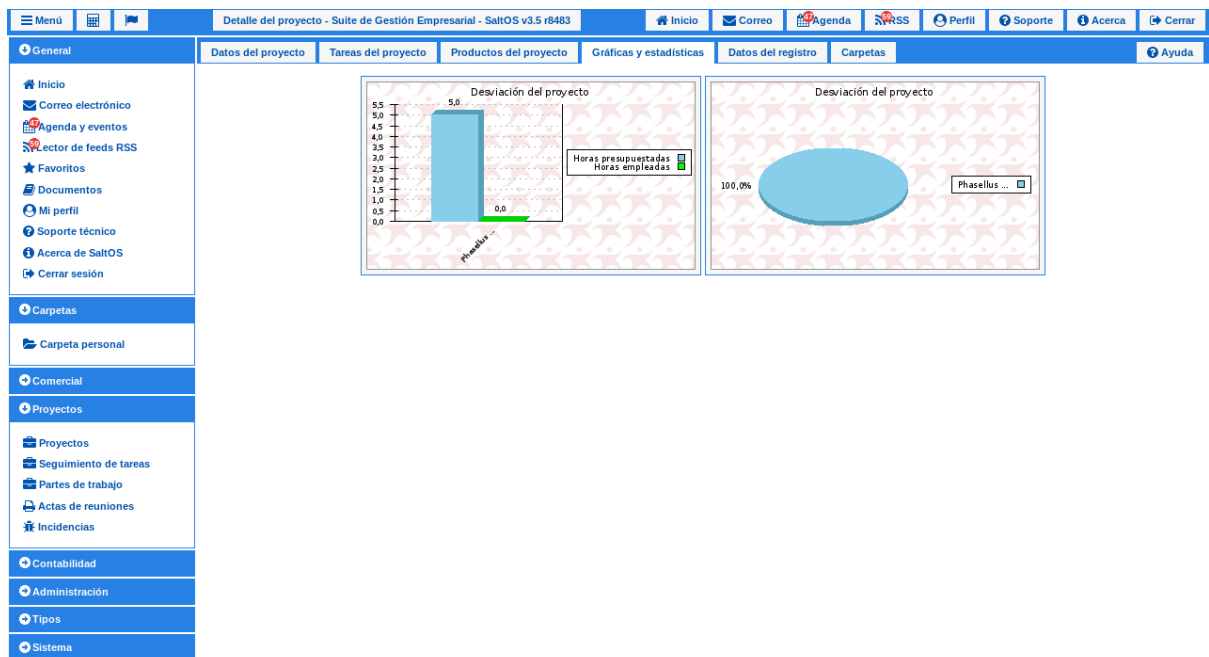 Menú
Detalle del proyecto - Suite de Gestión Empresarial - SaltOS v3.5 r8483
Inicio
Correo
47
Agenda
59
RSS
Perfil
Soporte
Acerca
Cerrar
General
Inicio
Correo electrónico
47
Agenda y eventos
59
Lector de feeds RSS
Favoritos
Documentos
Mi perfil
Soporte técnico
Acerca de SaltOS
Cerrar sesión
Carpetas
Carpeta personal
Comercial
Proyectos
Proyectos
Seguimiento de tareas
Partes de trabajo
Actas de reuniones
Incidencias
Contabilidad
Administración
Tipos
Sistema
Datos del proyecto
Tareas del proyecto
Productos del proyecto
Gráficas y estadísticas
Datos del registro
Carpetas
Ayuda
Desviación del proyecto
5,5
5,0
4,5
4,0
3,5
3,0
2,5
2,0
1,5
1,0
0,5
0,0
5,0
0,0
Phasellus ...
Horas presupuestadas
Horas empleadas
Desviación del proyecto
100,0%
Phasellus ...